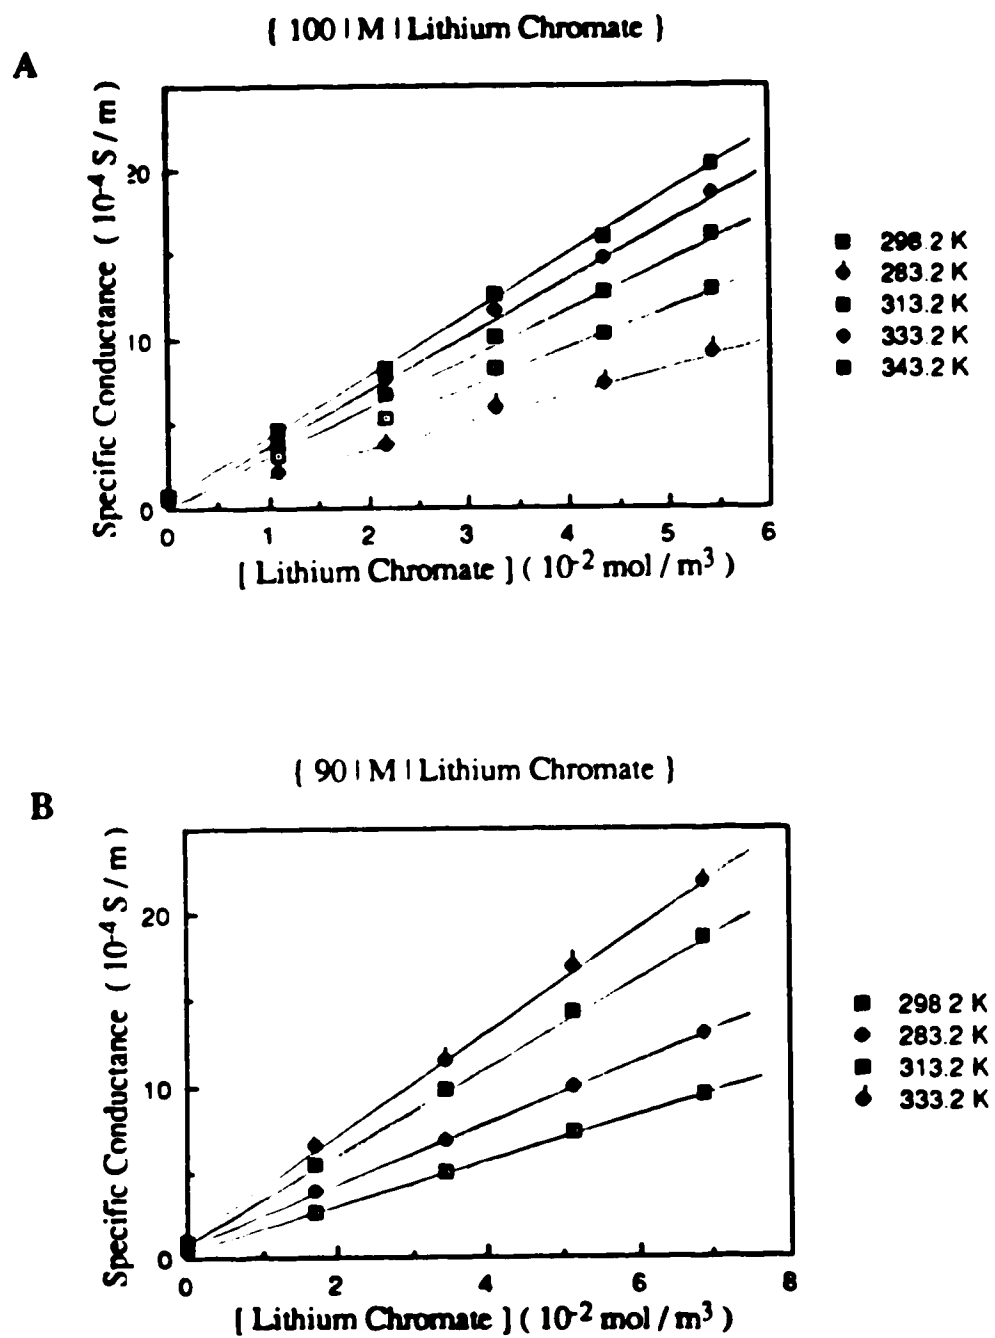 { 100 | M | Lithium Chromate }
A
Specific Conductance ( 10-4 S / m )
20
10
0
0 1 2 3 4 5 6
[ Lithium Chromate ] ( 10-2 mol / m3 )
298.2 K
283.2 K
313.2 K
333.2 K
343.2 K
{ 90 | M | Lithium Chromate }
B
Specific Conductance ( 10-4 S / m )
20
10
0
0 2 4 6 8
[ Lithium Chromate ] ( 10-2 mol / m3 )
298 2 K
283.2 K
313.2 K
333.2 K